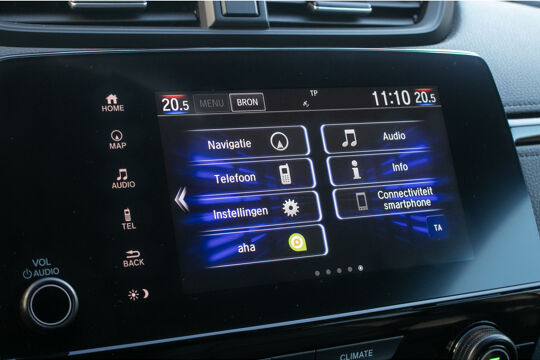 20.5 MENU BRON TP 11:10 20.5
HOME
MAP
AUDIO
TEL
BACK
VOL
AUDIO
Navigatie
Telefoon
Instellingen
aha
Audio
Info
Connectiviteit
smartphone
TA
CLIMATE